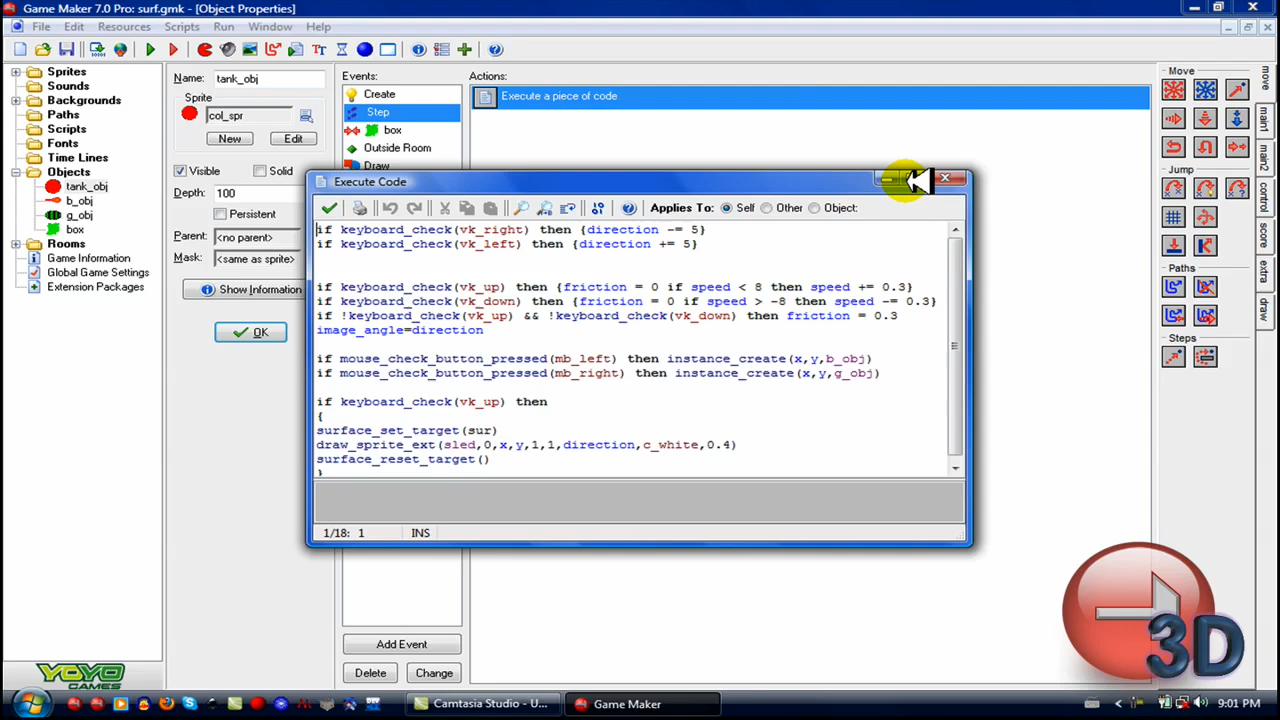 Game Maker 7.0 Pro: surf.gmk - [Object Properties]
File Edit Resources Scripts Run Window Help
Sprites
Sounds
Backgrounds
Paths
Scripts
Fonts
Time Lines
Objects
tank_obj
b_obj
g_obj
box
Rooms
Game Information
Global Game Settings
Extension Packages
YOYO
GAMES
Name: tank_obj
Sprite
col_spr
New Edit
Visible Solid
Depth: 100
Persistent
Parent: <no parent>
Mask: <same as sprite>
Show Information
OK
Events:
Create
Step
box
Outside Room
Draw
Add Event
Delete Change
Actions:
Execute a piece of code
Execute Code
Applies To: Self Other Object:
if keyboard_check(vk_right) then {direction -= 5}
if keyboard_check(vk_left) then {direction += 5}
if keyboard_check(vk_up) then {friction = 0 if speed < 8 then speed += 0.3}
if keyboard_check(vk_down) then {friction = 0 if speed > -8 then speed -= 0.3}
if !keyboard_check(vk_up) && !keyboard_check(vk_down) then friction = 0.3
image_angle=direction
if mouse_check_button_pressed(mb_left) then instance_create(x,y,b_obj)
if mouse_check_button_pressed(mb_right) then instance_create(x,y,g_obj)
if keyboard_check(vk_up) then
{
surface_set_target(sur)
draw_sprite_ext(sled,0,x,y,1,1,direction,c_white,0.4)
surface_reset_target()
}
1/18: 1 INS
Move
Jump
Paths
Steps
move
main1
main2
control
score
extra
draw
3D
Camtasia Studio - U...
Game Maker
9:01 PM